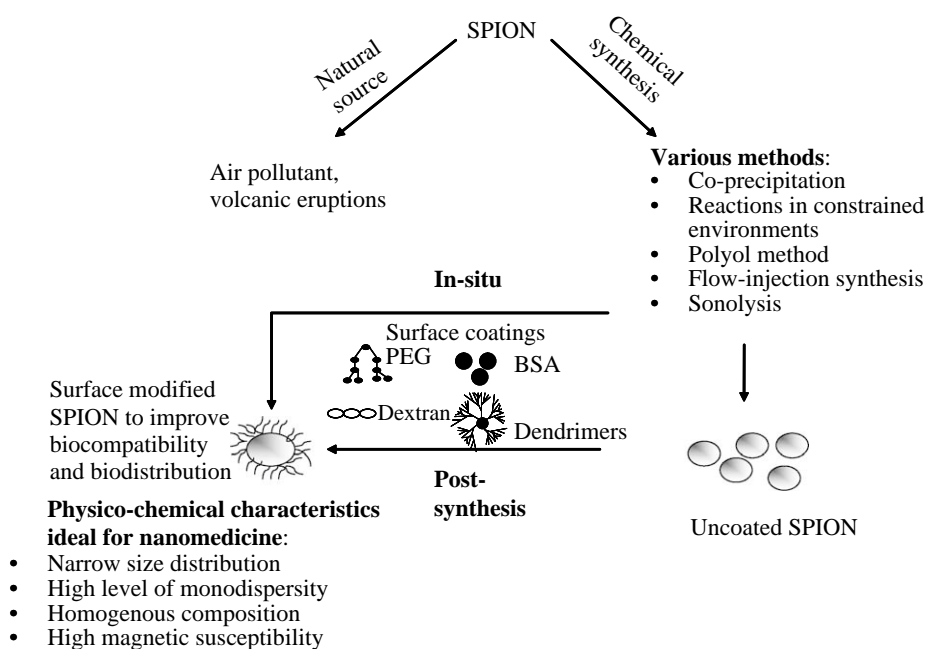 SPION
Natural
source
Chemical
synthesis
Air pollutant,
volcanic eruptions
Various methods:
• Co-precipitation
• Reactions in constrained
environments
• Polyol method
• Flow-injection synthesis
• Sonolysis
In-situ
Surface coatings
PEG
BSA
Dextran
Dendrimers
Post-
synthesis
Uncoated SPION
Surface modified
SPION to improve
biocompatibility
and biodistribution
Physico-chemical characteristics
ideal for nanomedicine:
• Narrow size distribution
• High level of monodispersity
• Homogenous composition
• High magnetic susceptibility